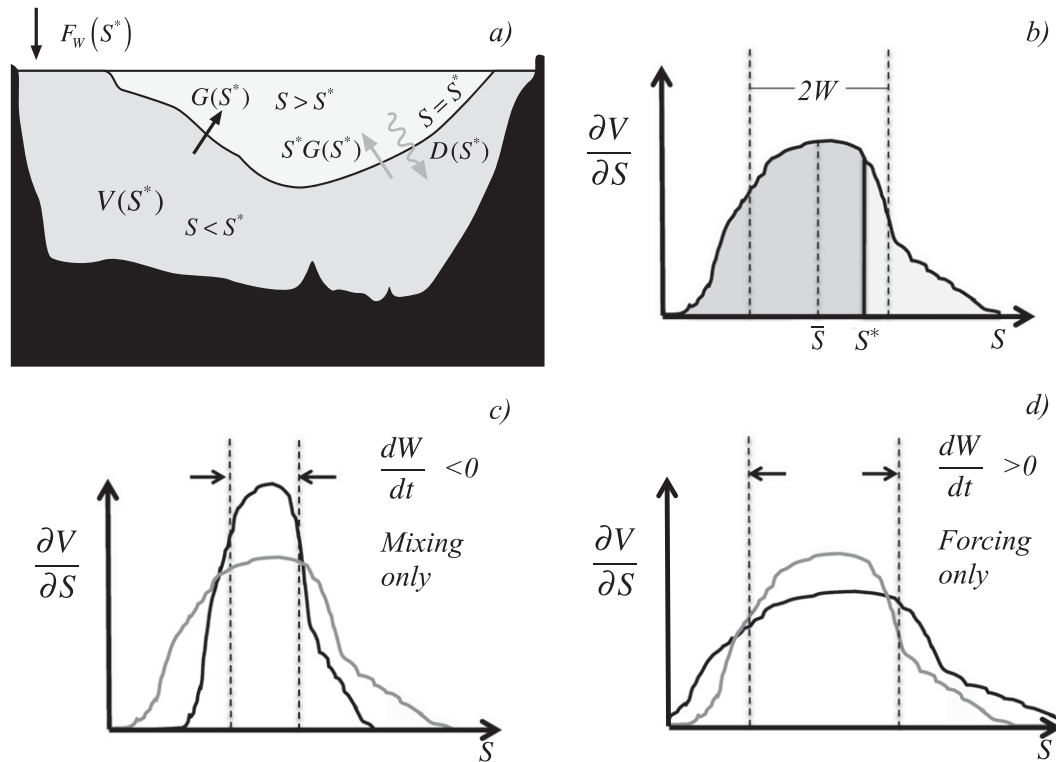 a)
F_W(S*)
G(S*)
S > S*
S = S*
S*G(S*)
D(S*)
V(S*)
S < S*
b)
2W
∂V
∂S
S̅
S*
S
c)
dW
dt
<0
∂V
∂S
Mixing
only
S
d)
dW
dt
>0
∂V
∂S
Forcing
only
S